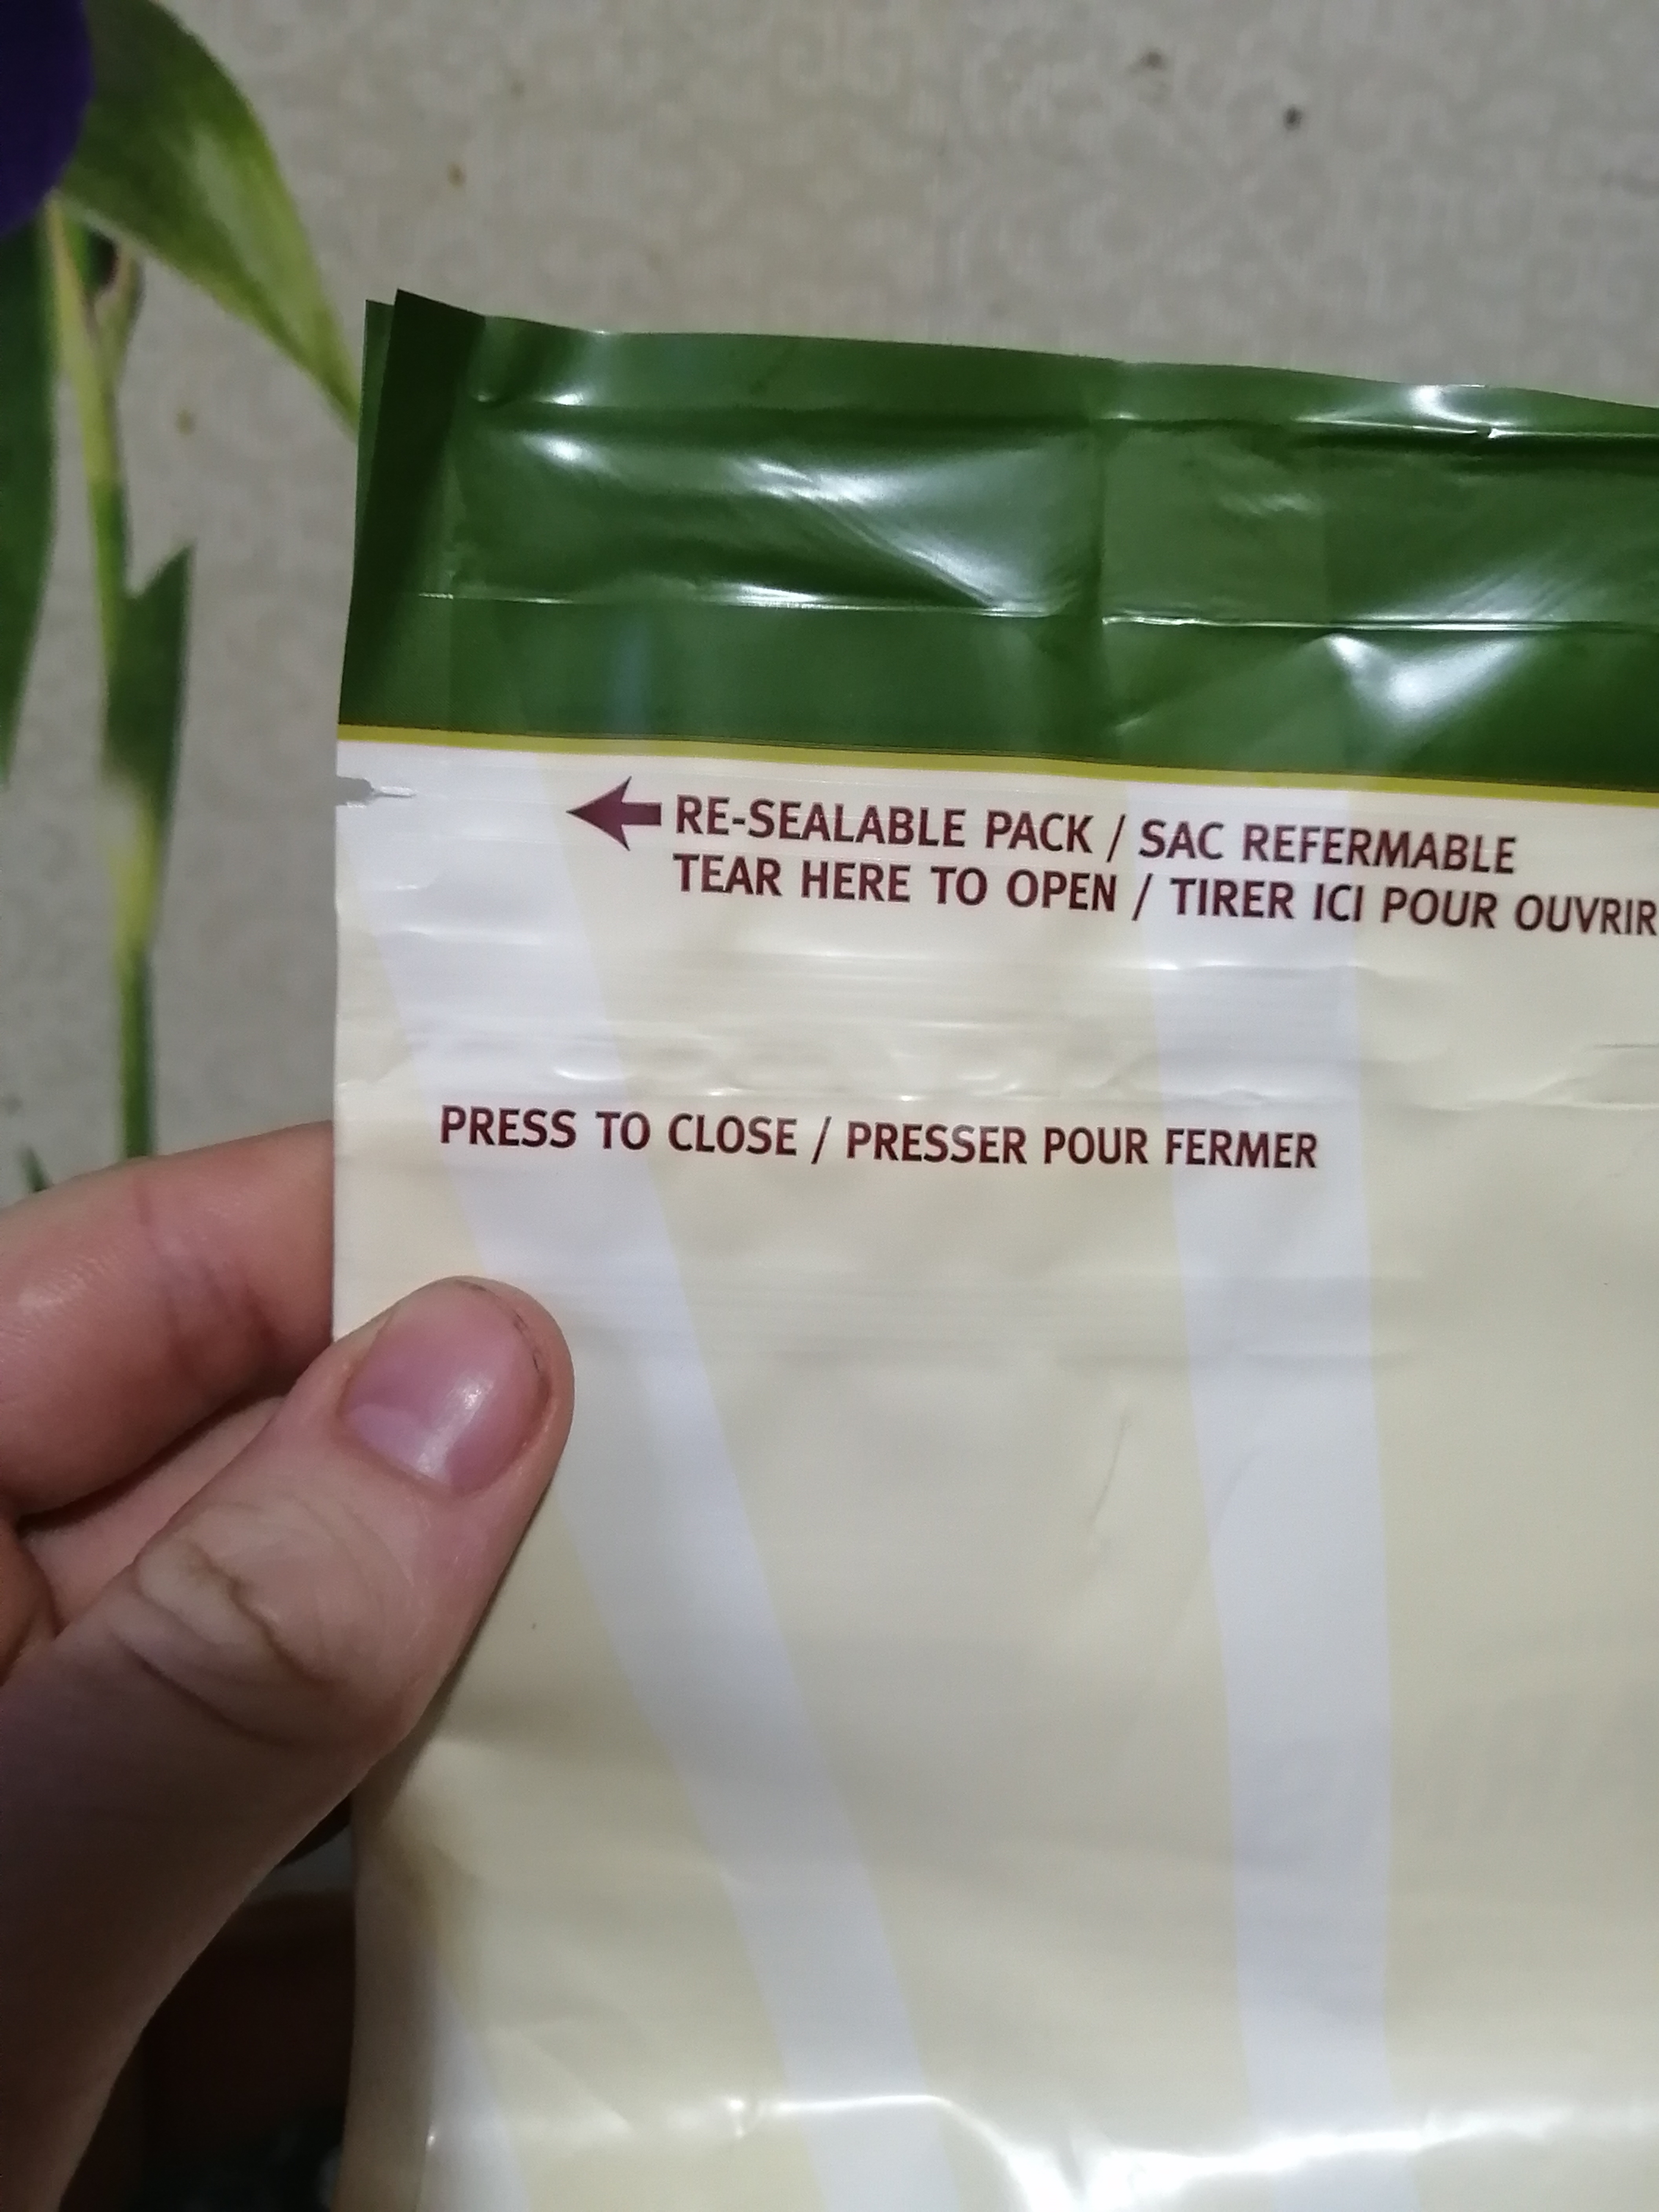 RE-SEALABLE PACK / SAC REFERMABLE
TEAR HERE TO OPEN / TIRER ICI POUR OUVRIR
PRESS TO CLOSE / PRESSER POUR FERMER